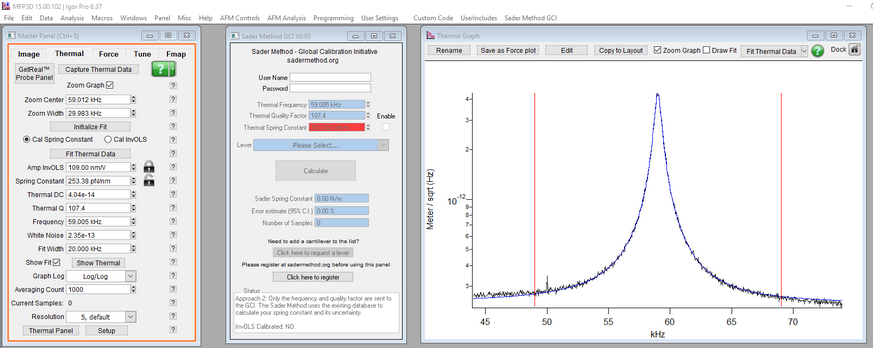 MFP3D 15.00.102 | Igor Pro 6.37
File Edit Data Analysis Macros Windows Panel Misc Help AFM Controls AFM Analysis Programming User Settings Custom Code UserIncludes Sader Method GCI
Master Panel (Ctrl+5)
Image Thermal Force Tune Fmap
GetReal™ Probe Panel
Capture Thermal Data
?
Zoom Graph ?
Zoom Center 59.012 kHz ?
Zoom Width 29.983 kHz ?
Initialize Fit ?
Cal Spring Constant Cal InvOLS ?
Fit Thermal Data ?
Amp InvOLS 109.00 nm/V ?
Spring Constant 253.38 pN/nm ?
Thermal DC 4.04e-14 ?
Thermal Q 107.4 ?
Frequency 59.005 kHz ?
White Noise 2.35e-13 ?
Fit Width 20.000 kHz ?
Show Fit Show Thermal ?
Graph Log Log/Log ?
Averaging Count 1000 ?
Current Samples: 0 ?
Resolution 5, default ?
Thermal Panel Setup ?
Sader Method GCI V0.93
Sader Method - Global Calibration Initiative
sadermethod.org
User Name
Password
Thermal Frequency 59.005 kHz
Thermal Quality Factor 107.4 Enable
Thermal Spring Constant
Lever Please Select...
Calculate
Sader Spring Constant 0.00 N/m
Error estimate (95% C.I.) 0.00 %
Number of Samples 0
Need to add a cantilever to the list?
Click here to request a lever
Please register at sadermethod.org before using this panel
Click here to register
Status
Approach 2: Only the frequency and quality factor are sent
to the GCI. The Sader Method uses the existing database to
calculate your spring constant and its uncertainty.
InvOLS Calibrated: NO.
Thermal Graph
Rename Save as Force plot Edit Copy to Layout Zoom Graph Draw Fit Fit Thermal Data ? Dock
4
3
2
10-12
9
8
7
6
5
4
3
Meter / sqrt (Hz)
45 50 55 60 65 70
kHz